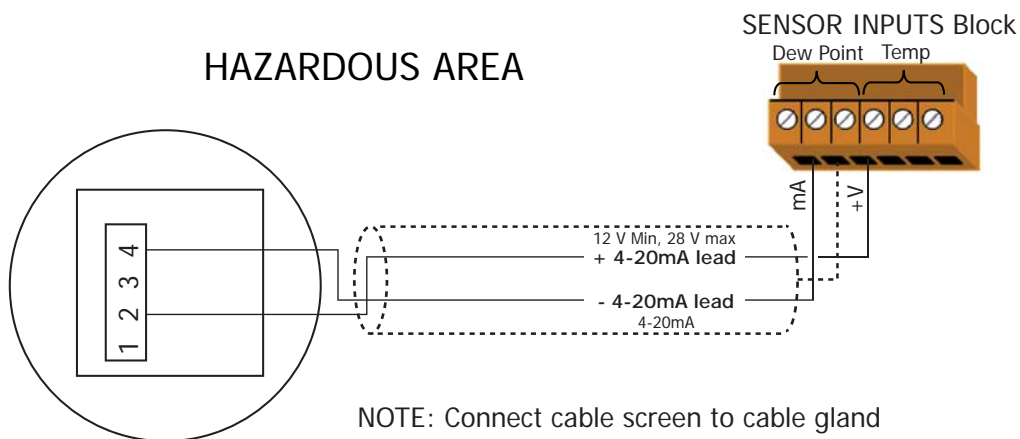 SENSOR INPUTS Block
Dew Point Temp
HAZARDOUS AREA
mA
+V
12 V Min, 28 V max
+ 4-20mA lead
- 4-20mA lead
4-20mA
1 2 3 4
NOTE: Connect cable screen to cable gland